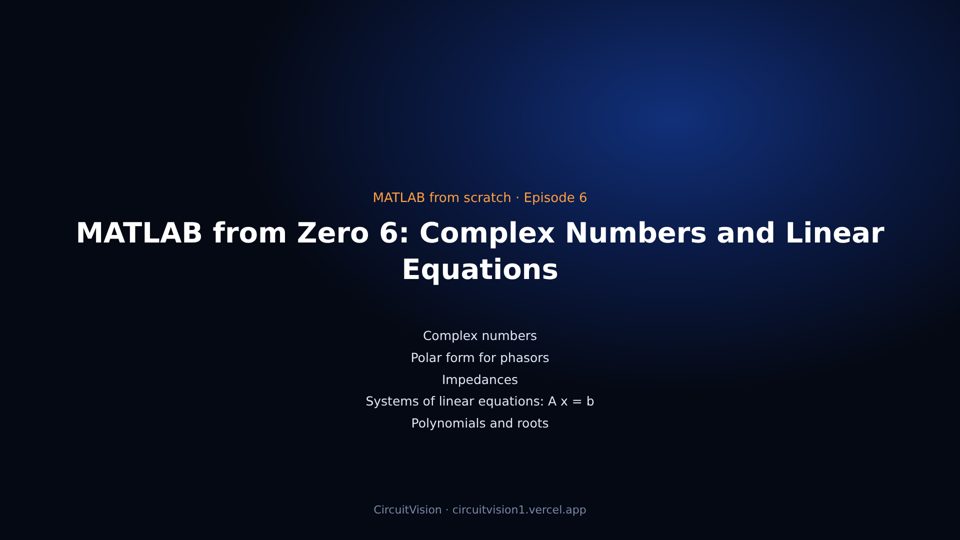 MATLAB from scratch · Episode 6
MATLAB from Zero 6: Complex Numbers and Linear
Equations
Complex numbers
Polar form for phasors
Impedances
Systems of linear equations: A x = b
Polynomials and roots
CircuitVision · circuitvision1.vercel.app